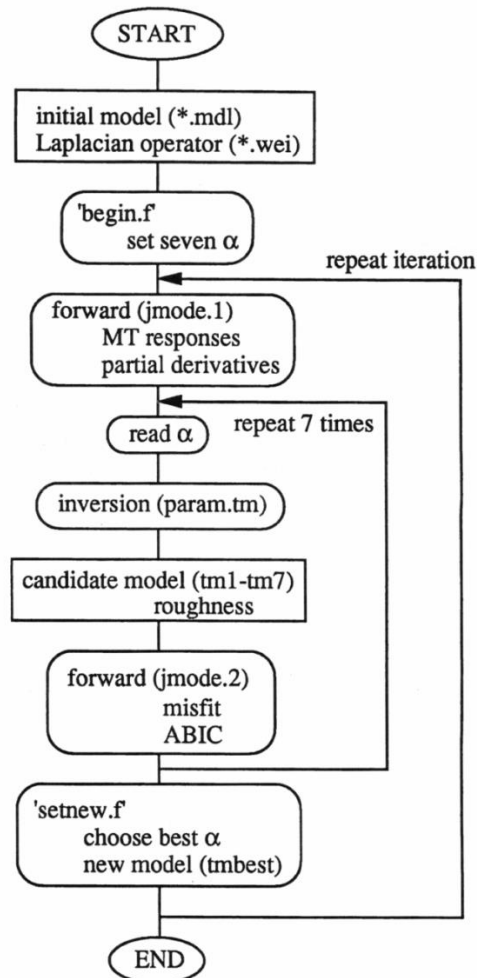 START
initial model (*.mdl)
Laplacian operator (*.wei)
'begin.f'
set seven α
repeat iteration
forward (jmode.1)
MT responses
partial derivatives
repeat 7 times
read α
inversion (param.tm)
candidate model (tm1-tm7)
roughness
forward (jmode.2)
misfit
ABIC
'setnew.f'
choose best α
new model (tmbest)
END